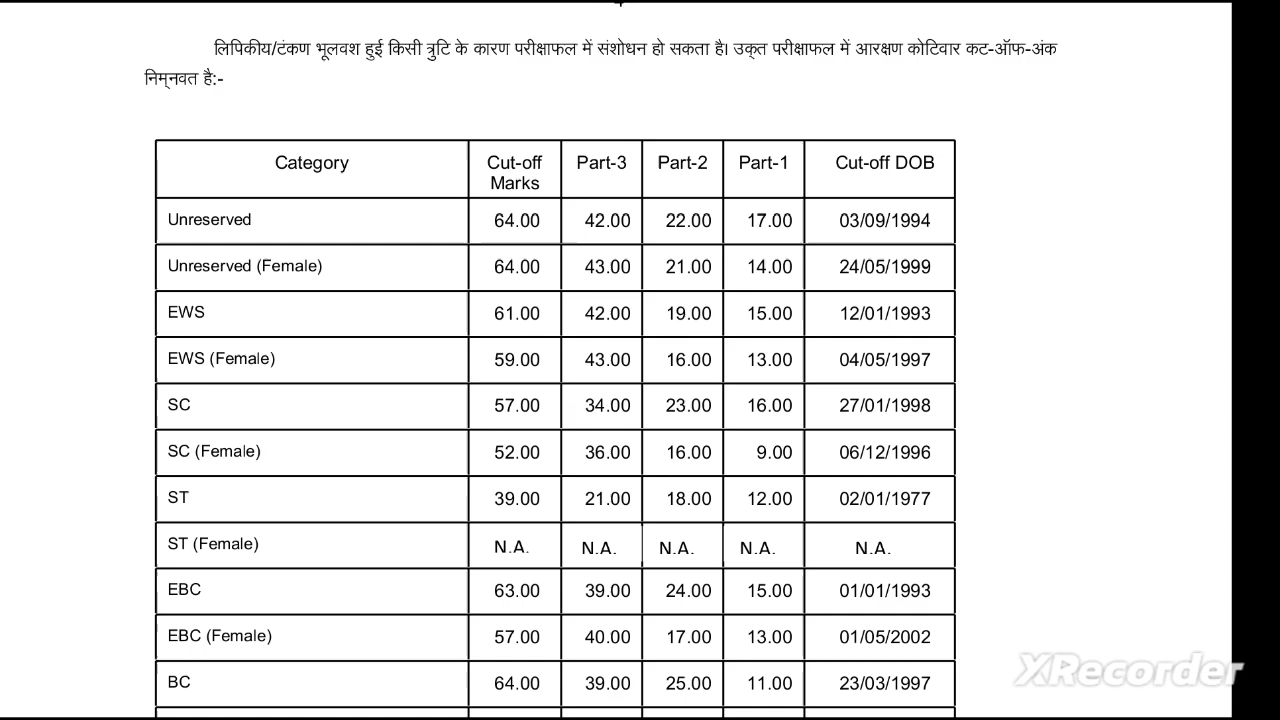 लिपिकीय/टंकण भूलवश हुई किसी त्रुटि के कारण परीक्षाफल में संशोधन हो सकता है। उक्त परीक्षाफल में आरक्षण कोटिवार कट-ऑफ-अंक
निम्नवत है:-
Category Cut-off Marks Part-3 Part-2 Part-1 Cut-off DOB
Unreserved 64.00 42.00 22.00 17.00 03/09/1994
Unreserved (Female) 64.00 43.00 21.00 14.00 24/05/1999
EWS 61.00 42.00 19.00 15.00 12/01/1993
EWS (Female) 59.00 43.00 16.00 13.00 04/05/1997
SC 57.00 34.00 23.00 16.00 27/01/1998
SC (Female) 52.00 36.00 16.00 9.00 06/12/1996
ST 39.00 21.00 18.00 12.00 02/01/1977
ST (Female) N.A. N.A. N.A. N.A. N.A.
EBC 63.00 39.00 24.00 15.00 01/01/1993
EBC (Female) 57.00 40.00 17.00 13.00 01/05/2002
BC 64.00 39.00 25.00 11.00 23/03/1997
XRecorder